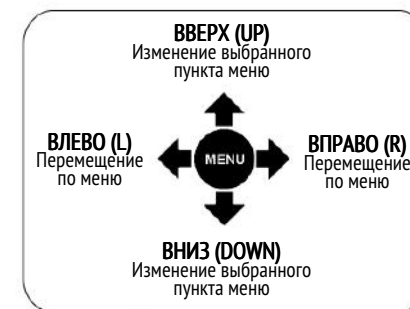 ВВЕРХ (UP)
Изменение выбранного
пункта меню
ВЛЕВО (L)
Перемещение
по меню
MENU
ВПРАВО (R)
Перемещение
по меню
ВНИЗ (DOWN)
Изменение выбранного
пункта меню